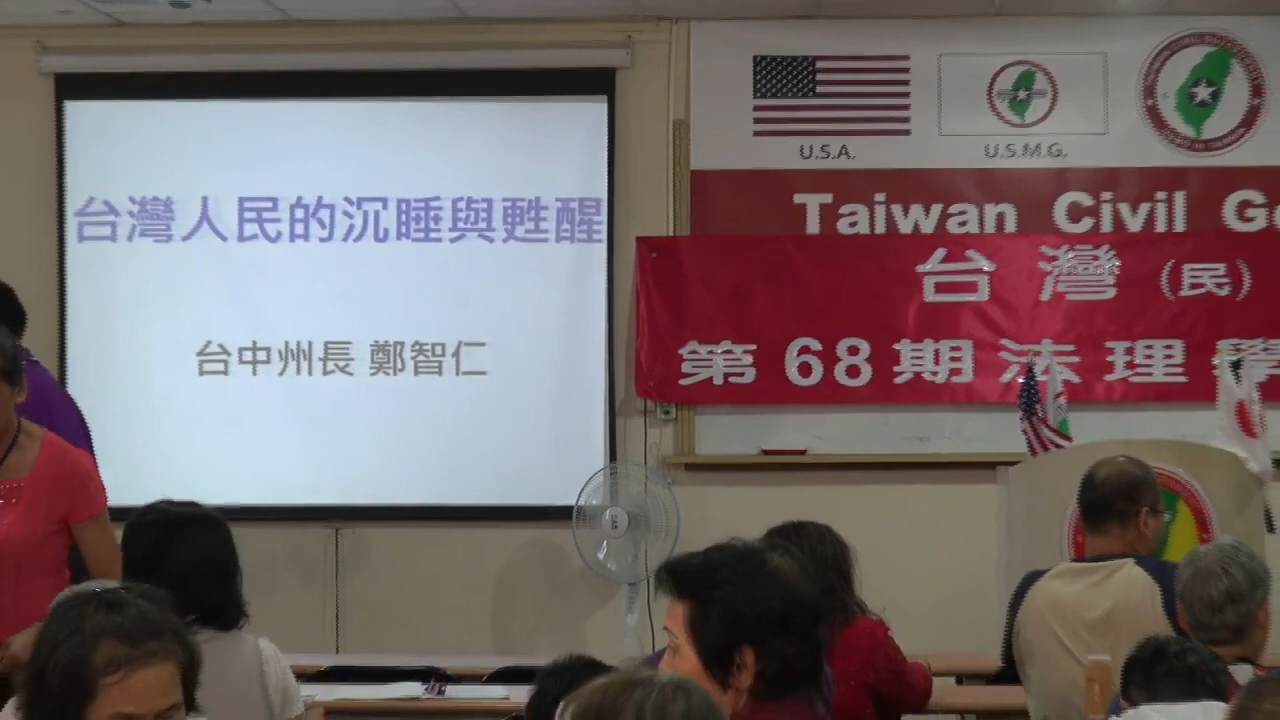 台灣人民的沉睡與甦醒
台中州長 鄭智仁
U.S.A.
U.S.M.G.
Taiwan Civil G
台灣(民)
第68期法理學